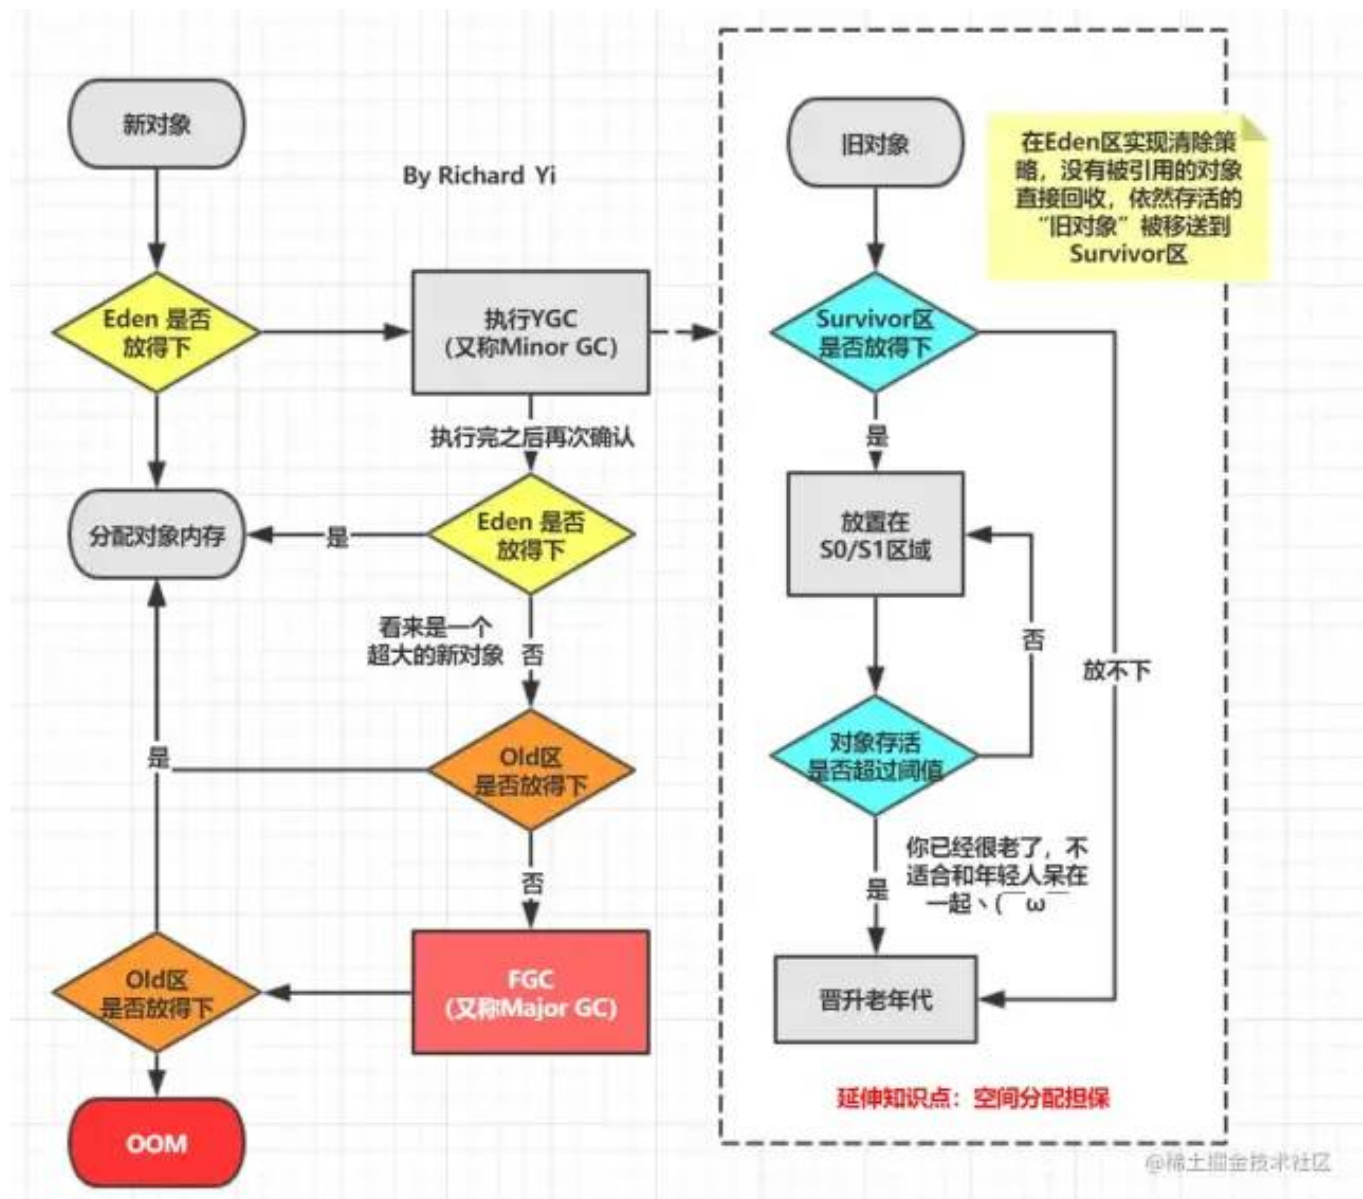 新对象
By Richard Yi
Eden 是否
放得下
执行YGC
(又称Minor GC)
执行完之后再次确认
分配对象内存
是
Eden 是否
放得下
看来是一个
超大的新对象
否
Old区
是否放得下
是
否
FGC
(又称Major GC)
Old区
是否放得下
OOM
旧对象
在Eden区实现清除策
略，没有被引用的对象
直接回收，依然存活的
“旧对象”被移送到
Survivor区
Survivor区
是否放得下
是
放置在
S0/S1区域
否
放不下
对象存活
是否超过阈值
是
你已经很老了，不
适合和年轻人呆在
一起ヽ(￣ω￣
晋升老年代
延伸知识点：空间分配担保
@稀土掘金技术社区